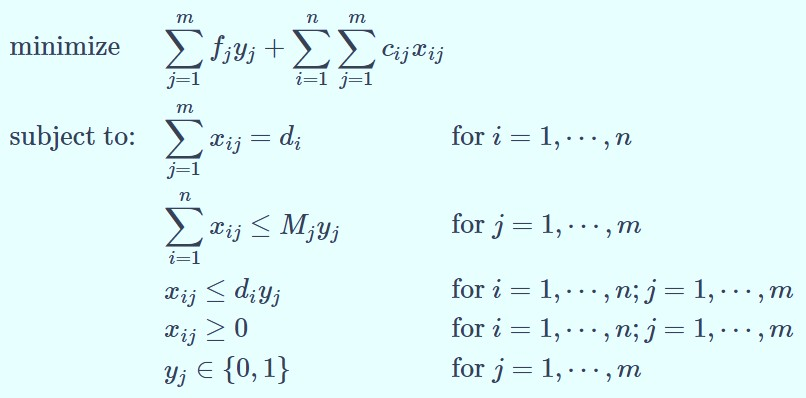 minimize $\sum_{j=1}^{m} f_j y_j + \sum_{i=1}^{n} \sum_{j=1}^{m} c_{ij} x_{ij}$
subject to: $\sum_{j=1}^{m} x_{ij} = d_i$ for $i = 1, \cdots, n$
$\sum_{i=1}^{n} x_{ij} \leq M_j y_j$ for $j = 1, \cdots, m$
$x_{ij} \leq d_i y_j$ for $i = 1, \cdots, n; j = 1, \cdots, m$
$x_{ij} \geq 0$ for $i = 1, \cdots, n; j = 1, \cdots, m$
$y_j \in \{0, 1\}$ for $j = 1, \cdots, m$